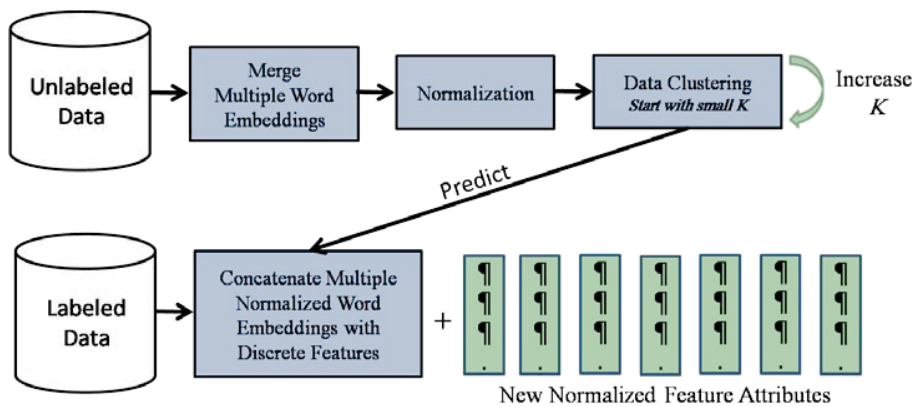 Unlabeled
Data
Merge
Multiple Word
Embeddings
Normalization
Data Clustering
Start with small K
Increase
K
Predict
Labeled
Data
Concatenate Multiple
Normalized Word
Embeddings with
Discrete Features
+
¶ ¶ ¶ ¶ ¶ ¶ ¶
¶ ¶ ¶ ¶ ¶ ¶ ¶
¶ ¶ ¶ ¶ ¶ ¶ ¶
. . . . . . .
New Normalized Feature Attributes